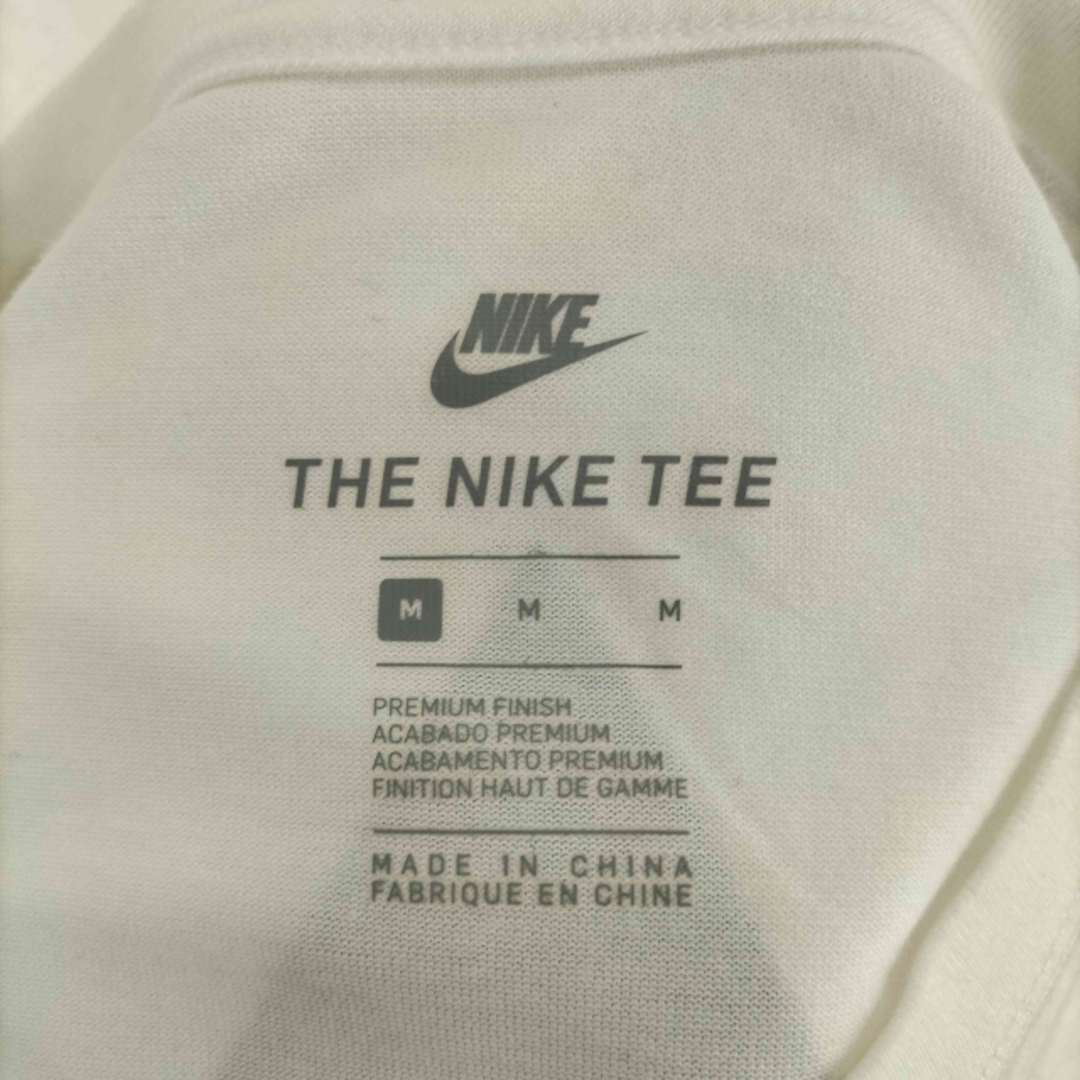 NIKE
THE NIKE TEE
M M M
PREMIUM FINISH
ACABADO PREMIUM
ACABAMENTO PREMIUM
FINITION HAUT DE GAMME
MADE IN CHINA
FABRIQUE EN CHINE